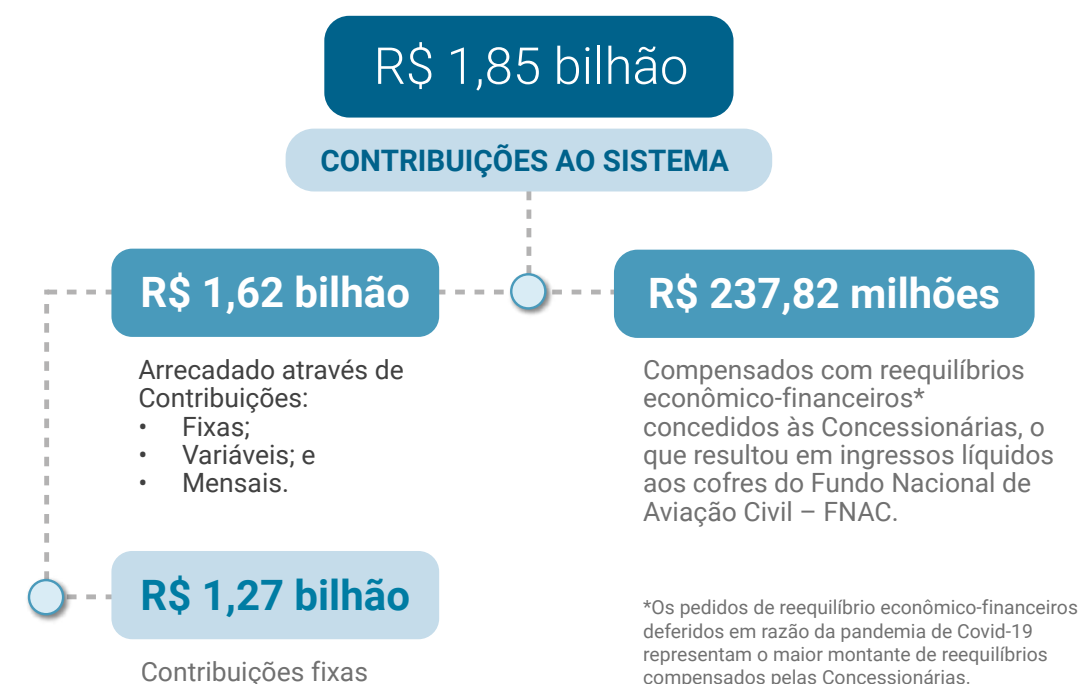 R$ 1,85 bilhão
CONTRIBUIÇÕES AO SISTEMA
R$ 1,62 bilhão
Arrecadado através de
Contribuições:
• Fixas;
• Variáveis; e
• Mensais.
R$ 237,82 milhões
Compensados com reequilíbrios
econômico-financeiros*
concedidos às Concessionárias, o
que resultou em ingressos líquidos
aos cofres do Fundo Nacional de
Aviação Civil – FNAC.
R$ 1,27 bilhão
Contribuições fixas
*Os pedidos de reequilíbrio econômico-financeiros
deferidos em razão da pandemia de Covid-19
representam o maior montante de reequilíbrios
compensados pelas Concessionárias.